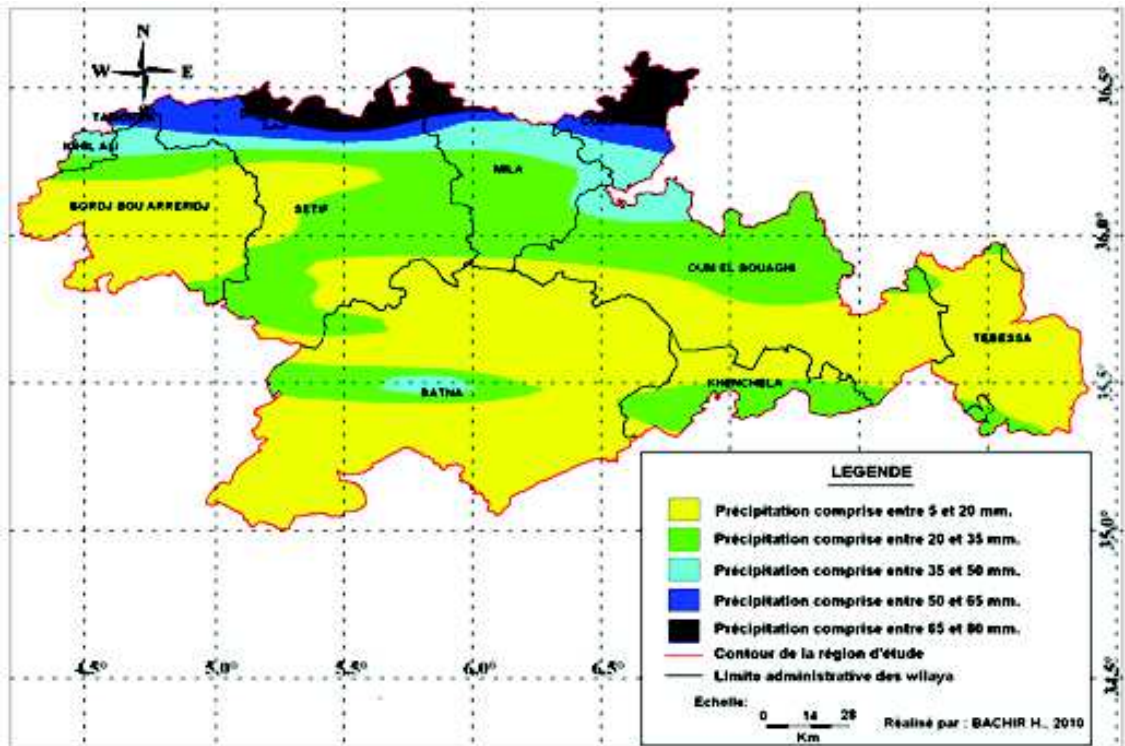 N
W E
36.5°
MILA
BORDJ BOU ARRERIDJ
SETIF
36.0°
OUM EL BOUAGHI
TEBESSA
KHENCHELA
35.5°
BATNA
LEGENDE
Précipitation comprise entre 5 et 20 mm.
Précipitation comprise entre 20 et 35 mm.
Précipitation comprise entre 35 et 50 mm.
35.0°
Précipitation comprise entre 50 et 65 mm.
Précipitation comprise entre 65 et 80 mm.
Contour de la région d'étude
4.5° 5.0° 5.5° 6.0° 6.5°
Limite administrative des wilaya
34.5°
Echelle:
0 14 28
Km
Réalisé par : BACHIR H., 2010